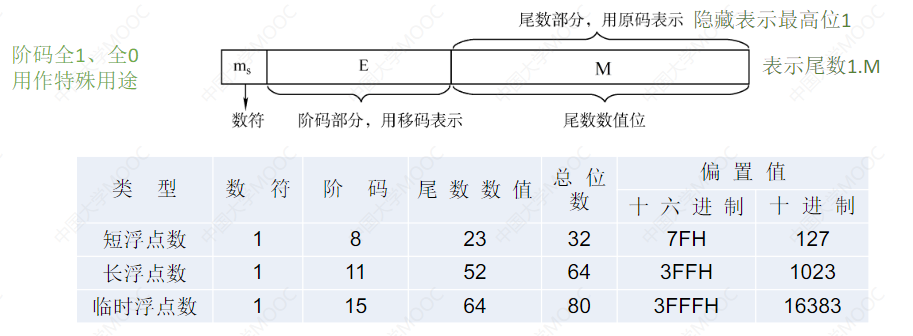 尾数部分，用原码表示 隐藏表示最高位1
阶码全1、全0
用作特殊用途
ms E M 表示尾数1.M
数符 阶码部分，用移码表示 尾数数值位
类 型 数 符 阶 码 尾数数值 总位数 偏置值
十六进制 十进制
短浮点数 1 8 23 32 7FH 127
长浮点数 1 11 52 64 3FFH 1023
临时浮点数 1 15 64 80 3FFFH 16383
中国大学MOOC